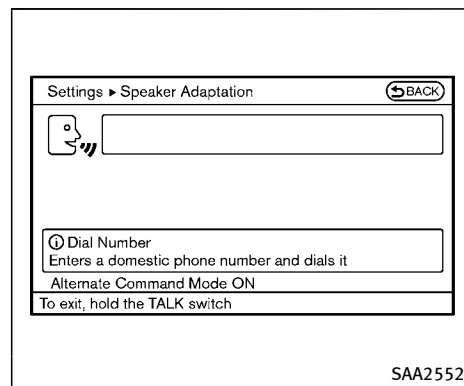 Settings ▶ Speaker Adaptation
BACK
Dial Number
Enters a domestic phone number and dials it
Alternate Command Mode ON
To exit, hold the TALK switch
SAA2552